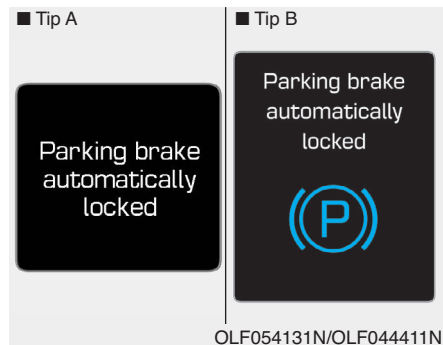 ■ Tip A
Parking brake
automatically
locked
■ Tip B
Parking brake
automatically
locked
P
OLF054131N/OLF044411N